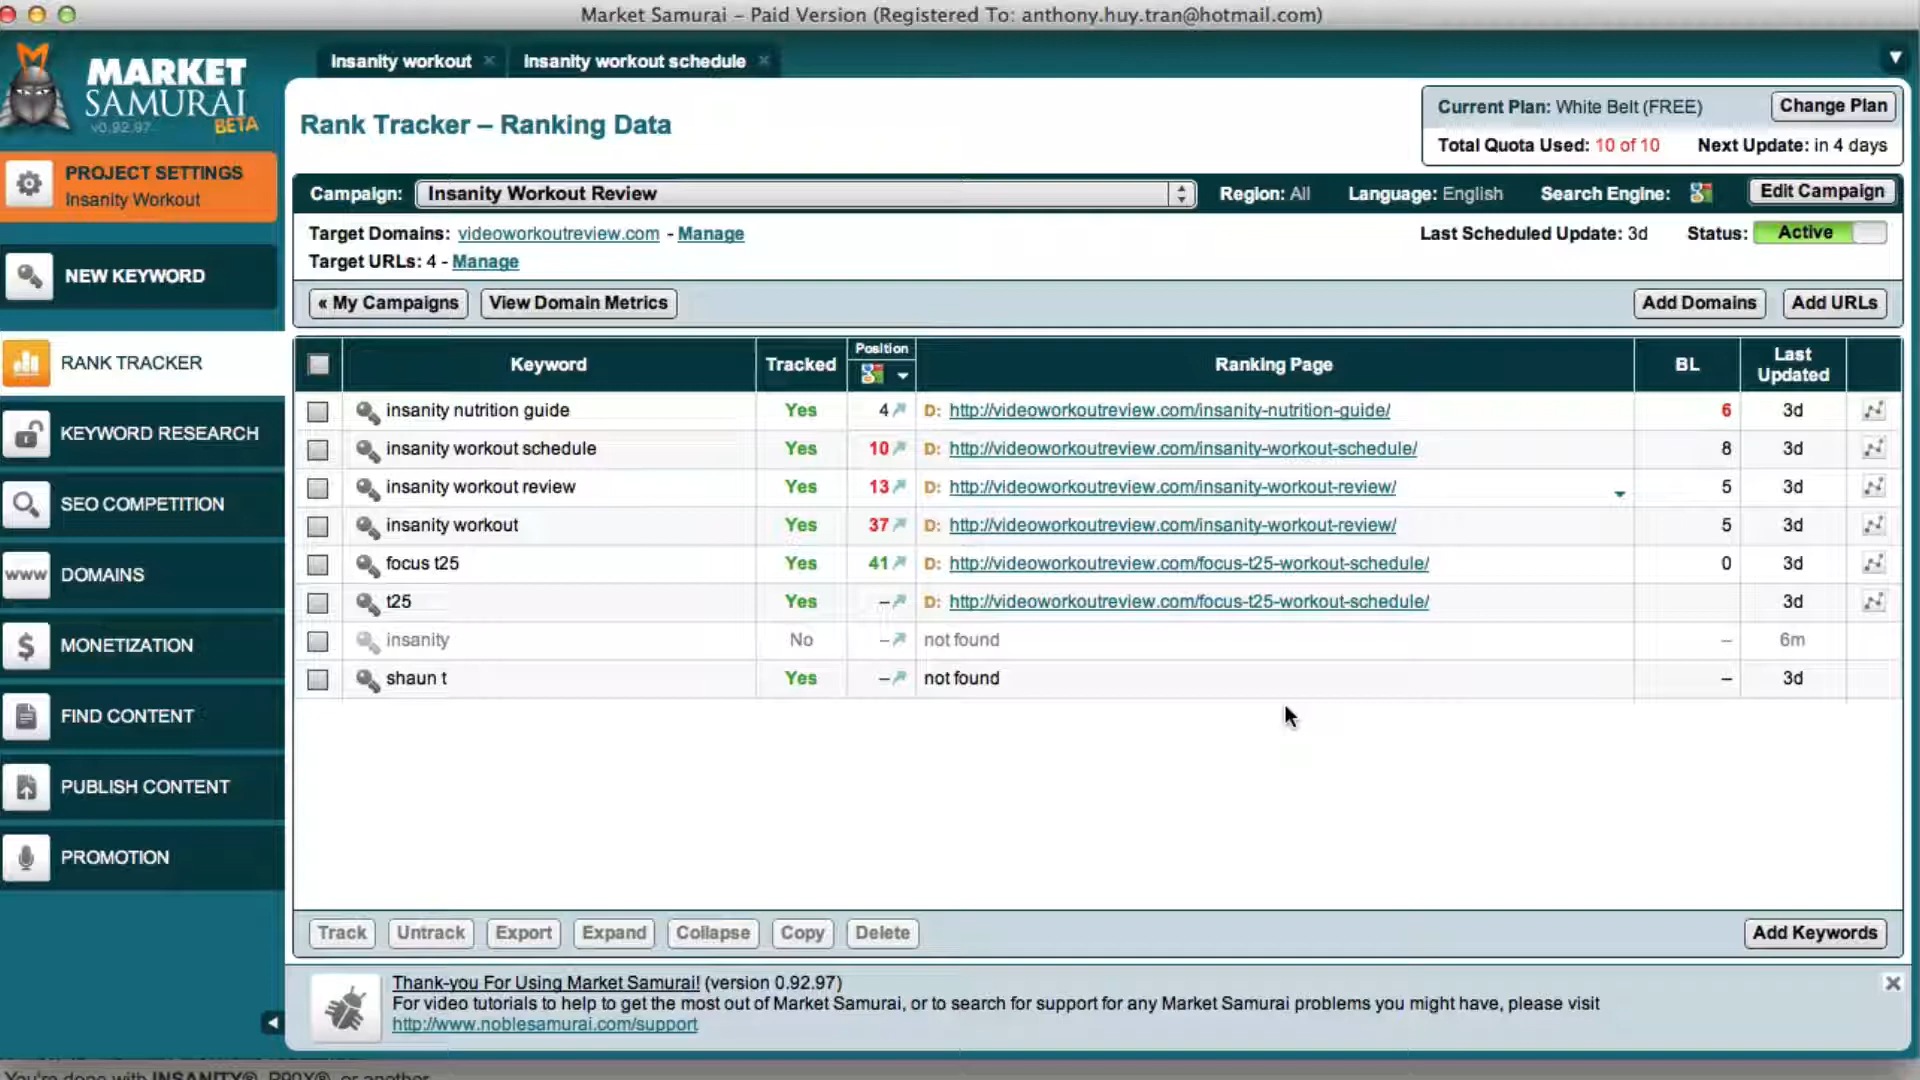 Market Samurai – Paid Version (Registered To: anthony.huy.tran@hotmail.com)
MARKET
SAMURAI
v0.92.97
BETA
Insanity workout
Insanity workout schedule
Rank Tracker – Ranking Data
Current Plan: White Belt (FREE)
Change Plan
Total Quota Used: 10 of 10
Next Update: in 4 days
PROJECT SETTINGS
Insanity Workout
NEW KEYWORD
RANK TRACKER
KEYWORD RESEARCH
SEO COMPETITION
www
DOMAINS
MONETIZATION
FIND CONTENT
PUBLISH CONTENT
PROMOTION
Campaign: Insanity Workout Review
Region: All
Language: English
Search Engine:
Edit Campaign
Target Domains: videoworkoutreview.com - Manage
Last Scheduled Update: 3d
Status: Active
Target URLs: 4 - Manage
« My Campaigns
View Domain Metrics
Add Domains
Add URLs
Keyword Tracked Position Ranking Page BL Last Updated
insanity nutrition guide Yes 4 D: http://videoworkoutreview.com/insanity-nutrition-guide/ 6 3d
insanity workout schedule Yes 10 D: http://videoworkoutreview.com/insanity-workout-schedule/ 8 3d
insanity workout review Yes 13 D: http://videoworkoutreview.com/insanity-workout-review/ 5 3d
insanity workout Yes 37 D: http://videoworkoutreview.com/insanity-workout-review/ 5 3d
focus t25 Yes 41 D: http://videoworkoutreview.com/focus-t25-workout-schedule/ 0 3d
t25 Yes – D: http://videoworkoutreview.com/focus-t25-workout-schedule/ 3d
insanity No – not found – 6m
shaun t Yes – not found – 3d
Track
Untrack
Export
Expand
Collapse
Copy
Delete
Add Keywords
Thank-you For Using Market Samurai! (version 0.92.97)
For video tutorials to help to get the most out of Market Samurai, or to search for support for any Market Samurai problems you might have, please visit
http://www.noblesamurai.com/support
You're done with INSANITY®, P90X®, or another